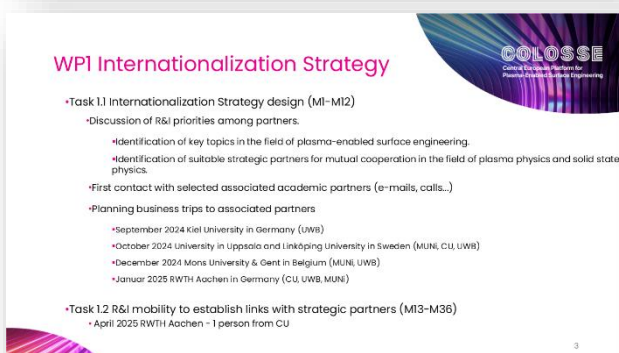 COLOSSE
Central European Platform for
Plasma-Enabled Surface Engineering
WP1 Internationalization Strategy
•Task 1.1 Internationalization Strategy design (M1-M12)
•Discussion of R&I priorities among partners.
•Identification of key topics in the field of plasma-enabled surface engineering.
•Identification of suitable strategic partners for mutual cooperation in the field of plasma physics and solid state
physics.
•First contact with selected associated academic partners (e-mails, calls...)
•Planning business trips to associated partners
•September 2024 Kiel University in Germany (UWB)
•October 2024 University in Uppsala and Linköping University in Sweden (MUNI, CU, UWB)
•December 2024 Mons University & Gent in Belgium (MUNI, UWB)
•Januar 2025 RWTH Aachen in Germany (CU, UWB, MUNI)
•Task 1.2 R&I mobility to establish links with strategic partners (M13-M36)
• April 2025 RWTH Aachen - 1 person from CU
3